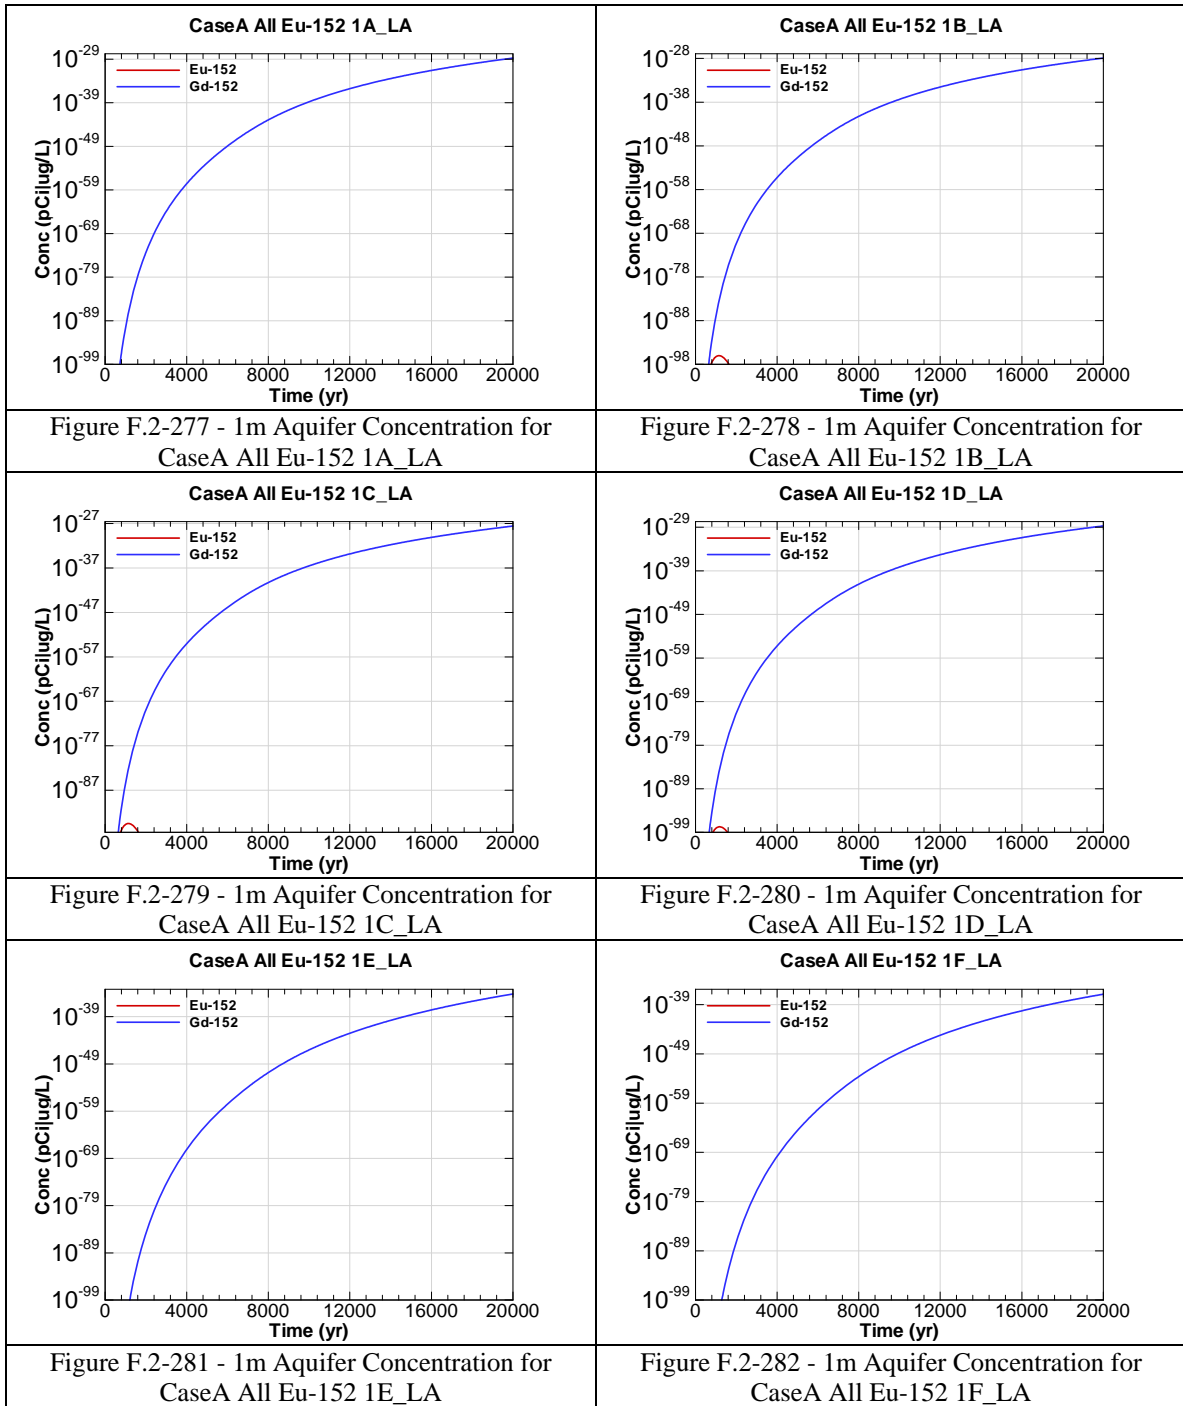 CaseA All Eu-152 1A_LA
Eu-152
Gd-152
Conc (pCi|ug/L)
10^-29
10^-39
10^-49
10^-59
10^-69
10^-79
10^-89
10^-99
0 4000 8000 12000 16000 20000
Time (yr)
Figure F.2-277 - 1m Aquifer Concentration for
CaseA All Eu-152 1A_LA
CaseA All Eu-152 1B_LA
Eu-152
Gd-152
Conc (pCi|ug/L)
10^-28
10^-38
10^-48
10^-58
10^-68
10^-78
10^-88
10^-98
0 4000 8000 12000 16000 20000
Time (yr)
Figure F.2-278 - 1m Aquifer Concentration for
CaseA All Eu-152 1B_LA
CaseA All Eu-152 1C_LA
Eu-152
Gd-152
Conc (pCi|ug/L)
10^-27
10^-37
10^-47
10^-57
10^-67
10^-77
10^-87
0 4000 8000 12000 16000 20000
Time (yr)
Figure F.2-279 - 1m Aquifer Concentration for
CaseA All Eu-152 1C_LA
CaseA All Eu-152 1D_LA
Eu-152
Gd-152
Conc (pCi|ug/L)
10^-29
10^-39
10^-49
10^-59
10^-69
10^-79
10^-89
10^-99
0 4000 8000 12000 16000 20000
Time (yr)
Figure F.2-280 - 1m Aquifer Concentration for
CaseA All Eu-152 1D_LA
CaseA All Eu-152 1E_LA
Eu-152
Gd-152
Conc (pCi|ug/L)
10^-39
10^-49
10^-59
10^-69
10^-79
10^-89
10^-99
0 4000 8000 12000 16000 20000
Time (yr)
Figure F.2-281 - 1m Aquifer Concentration for
CaseA All Eu-152 1E_LA
CaseA All Eu-152 1F_LA
Eu-152
Gd-152
Conc (pCi|ug/L)
10^-39
10^-49
10^-59
10^-69
10^-79
10^-89
10^-99
0 4000 8000 12000 16000 20000
Time (yr)
Figure F.2-282 - 1m Aquifer Concentration for
CaseA All Eu-152 1F_LA